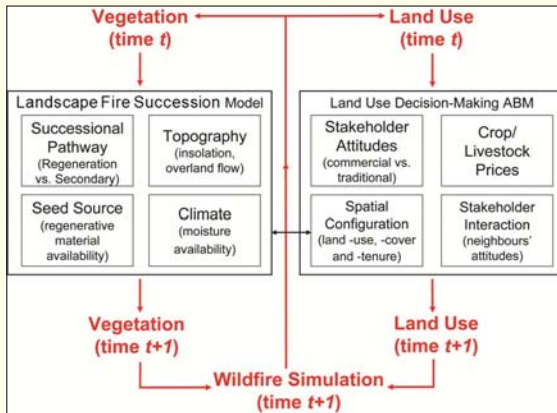 Vegetation
(time t)
Land Use
(time t)
Landscape Fire Succession Model
Successional
Pathway
(Regeneration
vs. Secondary)
Topography
(insolation,
overland flow)
Seed Source
(regenerative
material
availability)
Climate
(moisture
availability)
Land Use Decision-Making ABM
Stakeholder
Attitudes
(commercial vs.
traditional)
Crop/
Livestock
Prices
Spatial
Configuration
(land -use, -cover
and -tenure)
Stakeholder
Interaction
(neighbours'
attitudes)
Vegetation
(time t+1)
Land Use
(time t+1)
Wildfire Simulation
(time t+1)